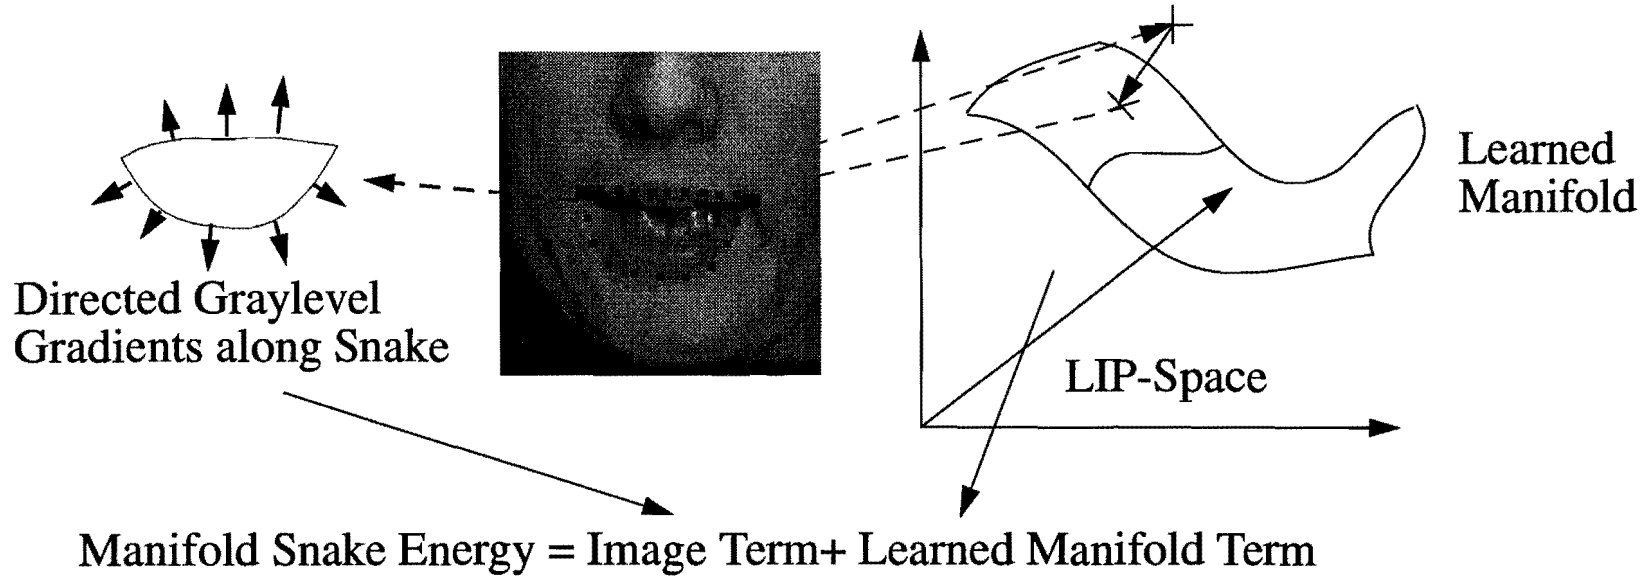 Directed Graylevel
Gradients along Snake
Learned
Manifold
LIP-Space
Manifold Snake Energy = Image Term+ Learned Manifold Term